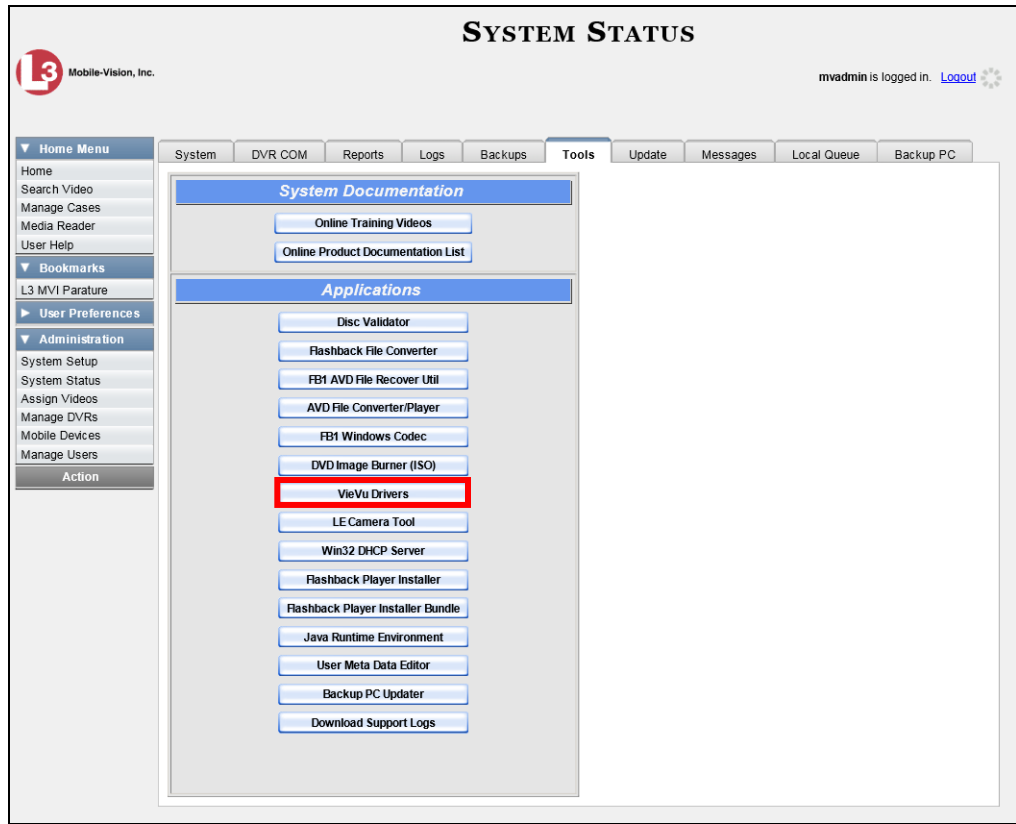 SYSTEM STATUS
L3 Mobile-Vision, Inc.
mvadmin is logged in. Logout
▼ Home Menu
Home
Search Video
Manage Cases
Media Reader
User Help
▼ Bookmarks
L3 MVI Parature
► User Preferences
▼ Administration
System Setup
System Status
Assign Videos
Manage DVRs
Mobile Devices
Manage Users
Action
System DVR COM Reports Logs Backups Tools Update Messages Local Queue Backup PC
System Documentation
Online Training Videos
Online Product Documentation List
Applications
Disc Validator
Flashback File Converter
FB1 AVD File Recover Util
AVD File Converter/Player
FB1 Windows Codec
DVD Image Burner (ISO)
VieVu Drivers
LE Camera Tool
Win32 DHCP Server
Flashback Player Installer
Flashback Player Installer Bundle
Java Runtime Environment
User Meta Data Editor
Backup PC Updater
Download Support Logs